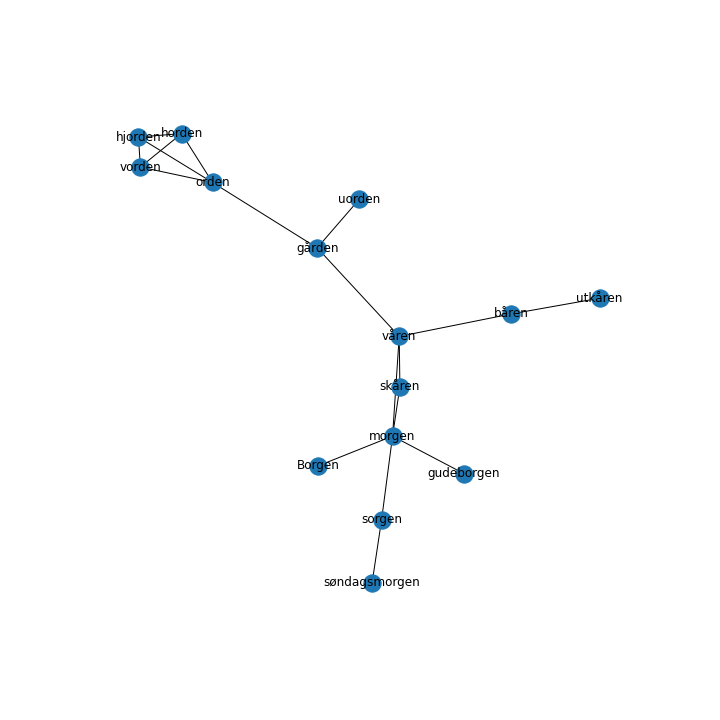 horden
hjorden
vorden
orden
uorden
gården
utkåren
båren
våren
skåren
morgen
Borgen
gudeborgen
sorgen
søndagsmorgen